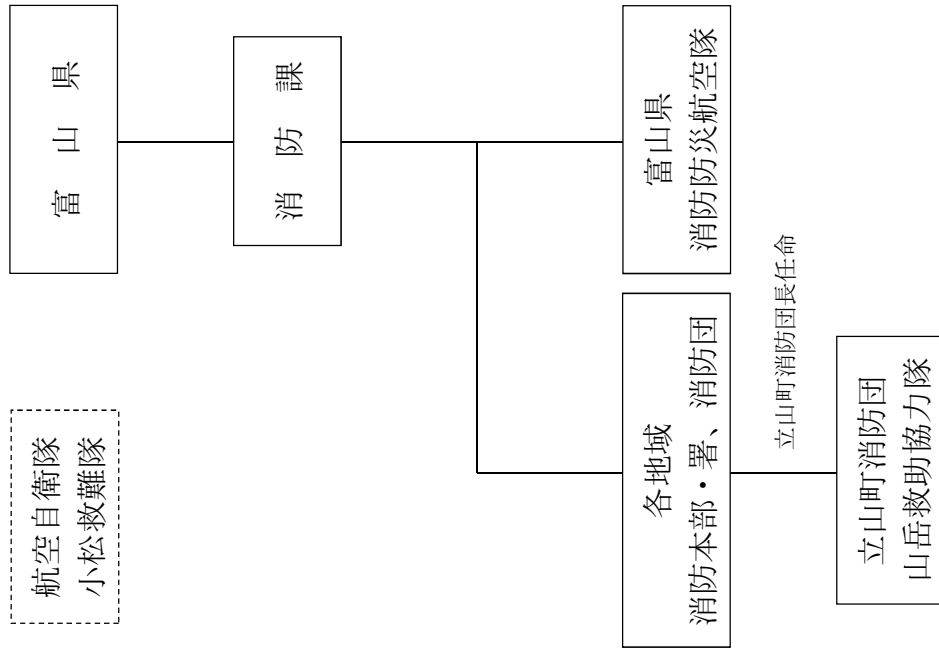 富山県
消防課
富山県
消防防災航空隊
各地域
消防本部・署、消防団
立山町消防団長任命
立山町消防団
山岳救助協力隊
航空自衛隊
小松救難隊